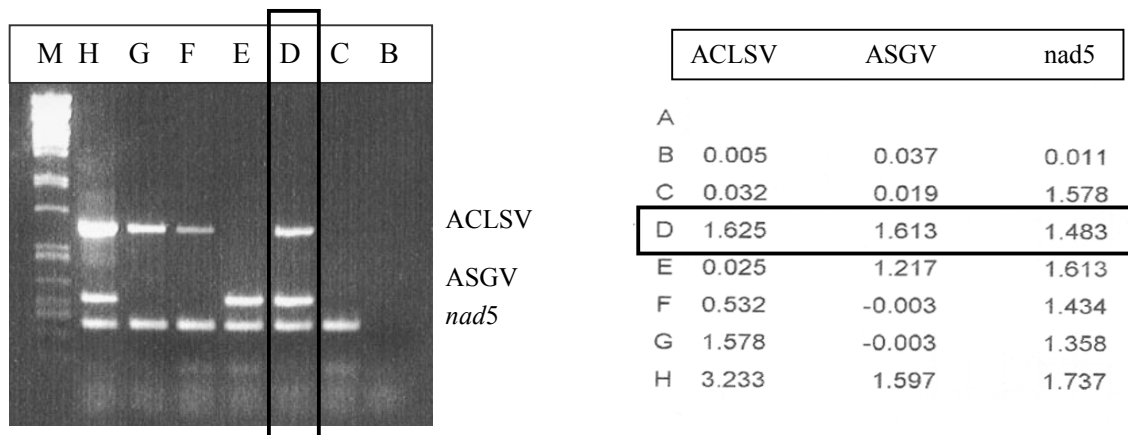 M H G F E D C B
ACLSV
ASGV
nad5
ACLSV ASGV nad5
A
B 0.005 0.037 0.011
C 0.032 0.019 1.578
D 1.625 1.613 1.483
E 0.025 1.217 1.613
F 0.532 -0.003 1.434
G 1.578 -0.003 1.358
H 3.233 1.597 1.737